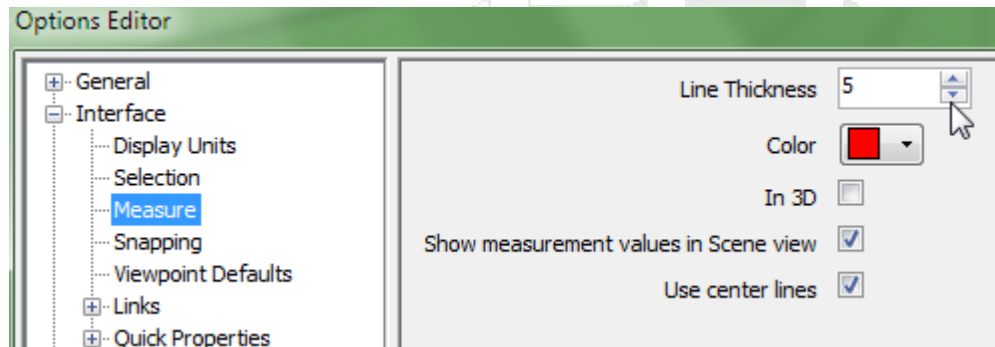 Options Editor
General
Interface
Display Units
Selection
Measure
Snapping
Viewpoint Defaults
Links
Quick Properties
Line Thickness 5
Color
In 3D
Show measurement values in Scene view
Use center lines